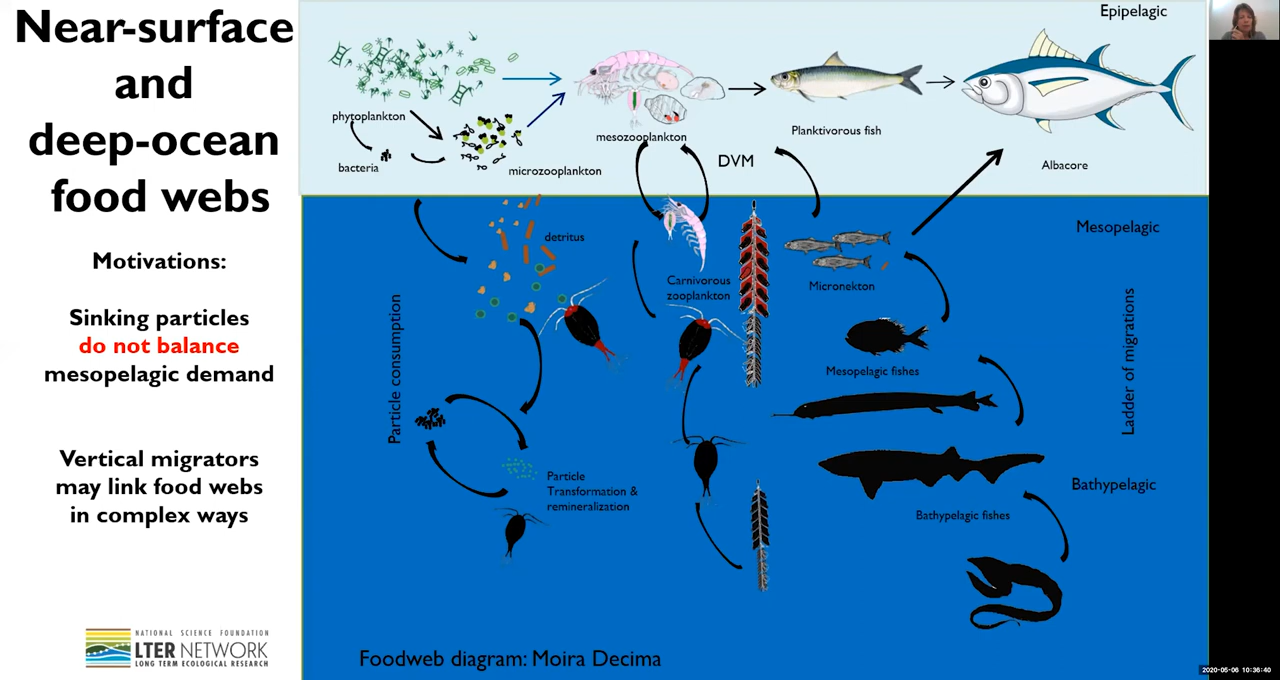 Near-surface
and
deep-ocean
food webs
Motivations:
Sinking particles
do not balance
mesopelagic demand
Vertical migrators
may link food webs
in complex ways
NATIONAL SCIENCE FOUNDATION
LTER NETWORK
LONG TERM ECOLOGICAL RESEARCH
Epipelagic
phytoplankton
bacteria
microzooplankton
mesozooplankton
DVM
Planktivorous fish
Albacore
Mesopelagic
detritus
Carnivorous
zooplankton
Micronekton
Particle consumption
Mesopelagic fishes
Ladder of migrations
Particle
Transformation &
remineralization
Bathypelagic
Bathypelagic fishes
Foodweb diagram: Moira Decima
2020-05-06 10:36:40